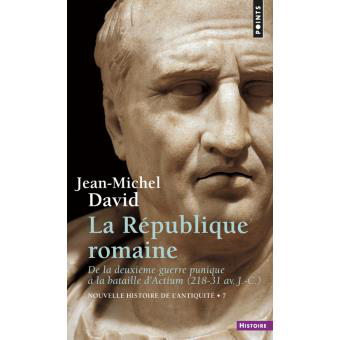 POINTS
Jean-Michel
David
La République
romaine
De la deuxième guerre punique
à la bataille d'Actium (218-31 av. J.-C.)
NOUVELLE HISTOIRE DE L'ANTIQUITÉ • 7
HISTOIRE